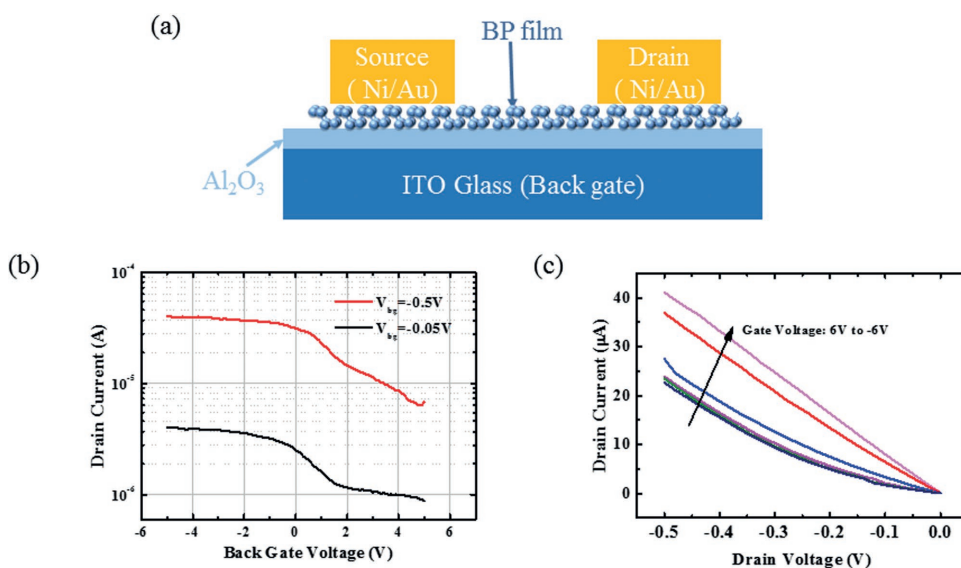 (a)
BP film
Source
( Ni/Au)
Drain
( Ni/Au)
Al₂O₃
ITO Glass (Back gate)
(b)
10⁻⁴
10⁻⁵
10⁻⁶
Drain Current (A)
V_bg=-0.5V
V_bg=-0.05V
-6 -4 -2 0 2 4 6
Back Gate Voltage (V)
(c)
40
30
20
10
0
Drain Current (μA)
Gate Voltage: 6V to -6V
-0.5 -0.4 -0.3 -0.2 -0.1 0.0
Drain Voltage (V)